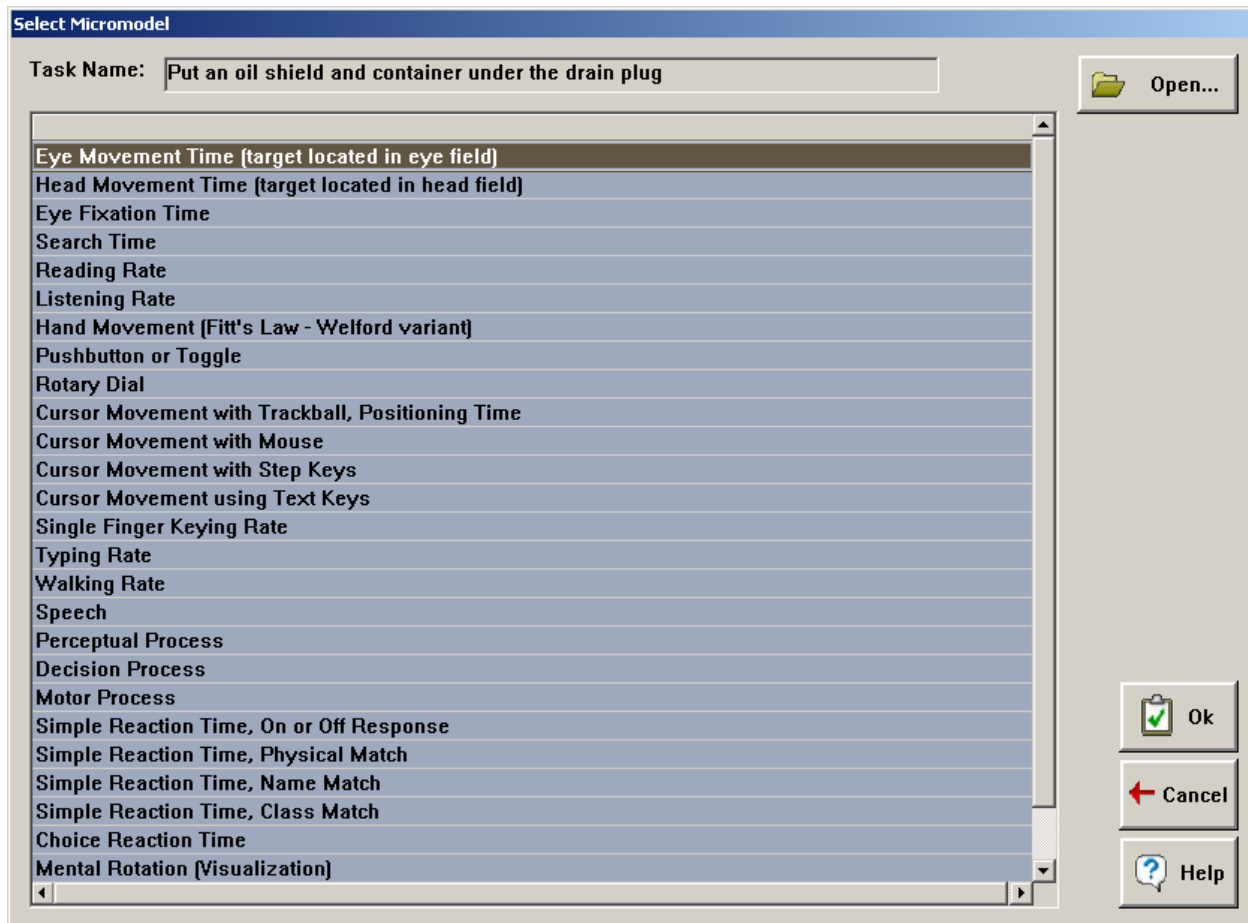 Select Micromodel
Task Name: Put an oil shield and container under the drain plug
Open...
Eye Movement Time (target located in eye field)
Head Movement Time (target located in head field)
Eye Fixation Time
Search Time
Reading Rate
Listening Rate
Hand Movement (Fitt's Law - Welford variant)
Pushbutton or Toggle
Rotary Dial
Cursor Movement with Trackball, Positioning Time
Cursor Movement with Mouse
Cursor Movement with Step Keys
Cursor Movement using Text Keys
Single Finger Keying Rate
Typing Rate
Walking Rate
Speech
Perceptual Process
Decision Process
Motor Process
Simple Reaction Time, On or Off Response
Simple Reaction Time, Physical Match
Simple Reaction Time, Name Match
Simple Reaction Time, Class Match
Choice Reaction Time
Mental Rotation (Visualization)
Ok
Cancel
Help